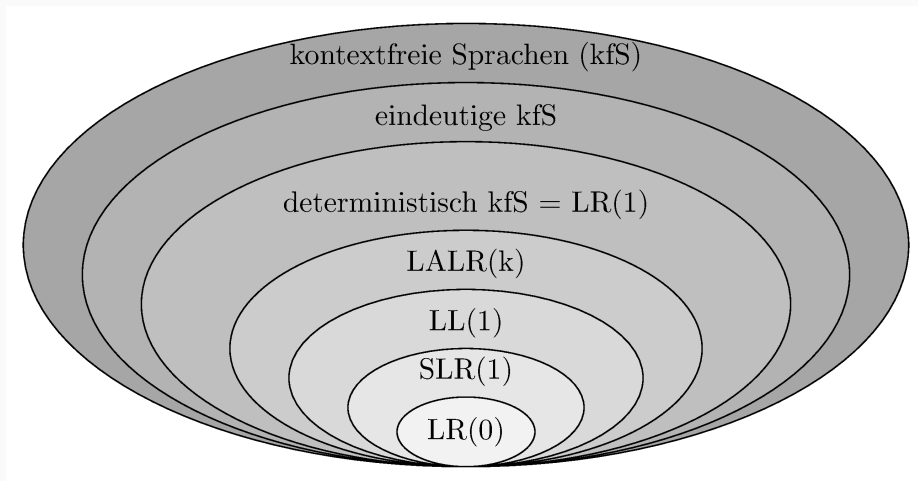 kontextfreie Sprachen (kfS)
eindeutige kfS
deterministisch kfS = LR(1)
LALR(k)
LL(1)
SLR(1)
LR(0)